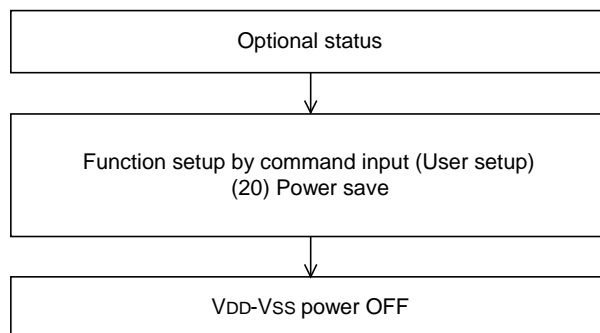 Optional status
Function setup by command input (User setup)
(20) Power save
VDD-VSS power OFF